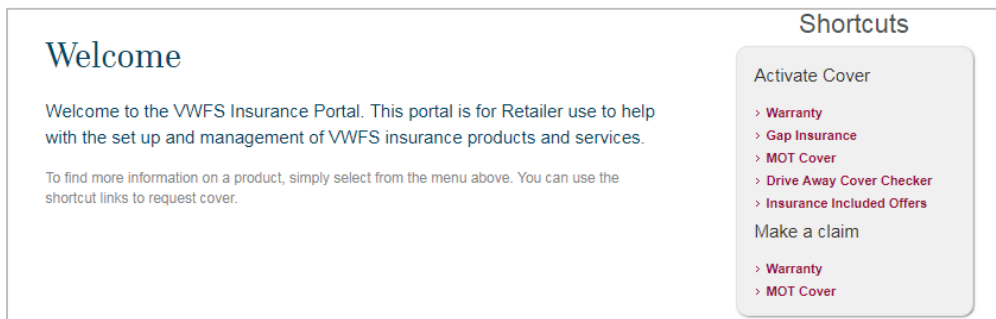 Welcome
Welcome to the VWFS Insurance Portal. This portal is for Retailer use to help
with the set up and management of VWFS insurance products and services.
To find more information on a product, simply select from the menu above. You can use the
shortcut links to request cover.
Shortcuts
Activate Cover
> Warranty
> Gap Insurance
> MOT Cover
> Drive Away Cover Checker
> Insurance Included Offers
Make a claim
> Warranty
> MOT Cover